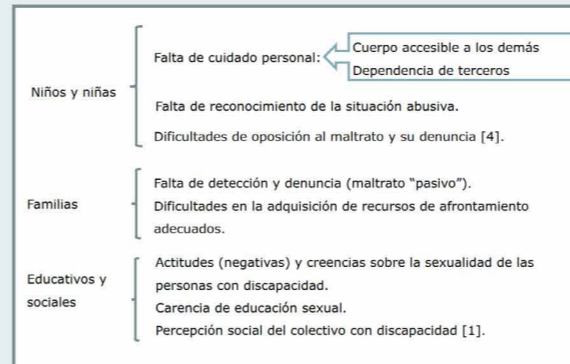 Niños y niñas
Falta de cuidado personal:
Cuerpo accesible a los demás
Dependencia de terceros
Falta de reconocimiento de la situación abusiva.
Dificultades de oposición al maltrato y su denuncia [4].
Familias
Falta de detección y denuncia (maltrato “pasivo”).
Dificultades en la adquisición de recursos de afrontamiento
adecuados.
Educativos y
sociales
Actitudes (negativas) y creencias sobre la sexualidad de las
personas con discapacidad.
Carencia de educación sexual.
Percepción social del colectivo con discapacidad [1].